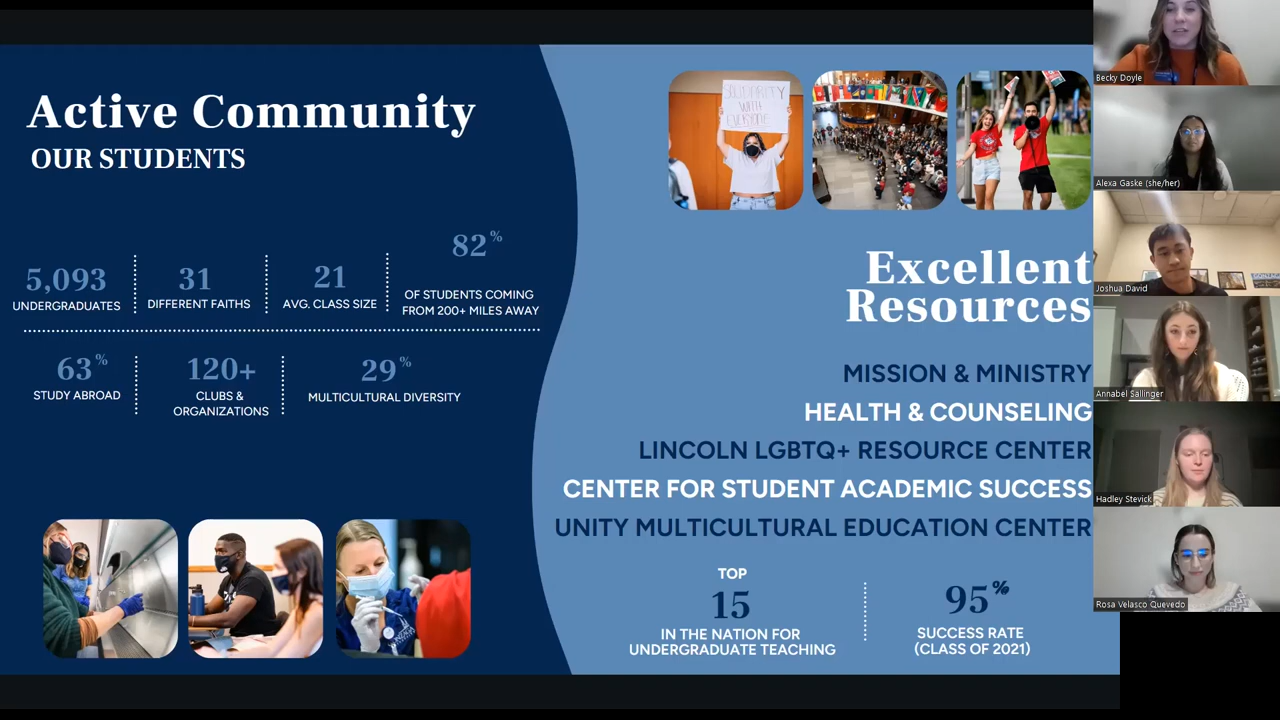 Active Community
OUR STUDENTS
5,093
UNDERGRADUATES
31
DIFFERENT FAITHS
21
AVG. CLASS SIZE
82%
OF STUDENTS COMING
FROM 200+ MILES AWAY
63%
STUDY ABROAD
120+
CLUBS &
ORGANIZATIONS
29%
MULTICULTURAL DIVERSITY
SOLIDARITY
WITH
EVERYONE
Excellent
Resources
MISSION & MINISTRY
HEALTH & COUNSELING
LINCOLN LGBTQ+ RESOURCE CENTER
CENTER FOR STUDENT ACADEMIC SUCCESS
UNITY MULTICULTURAL EDUCATION CENTER
TOP
15
IN THE NATION FOR
UNDERGRADUATE TEACHING
95%
SUCCESS RATE
(CLASS OF 2021)
Becky Doyle
Alexa Gaske (she/her)
Joshua David
Annabel Sallinger
Hadley Stevick
Rosa Velasco Quevedo